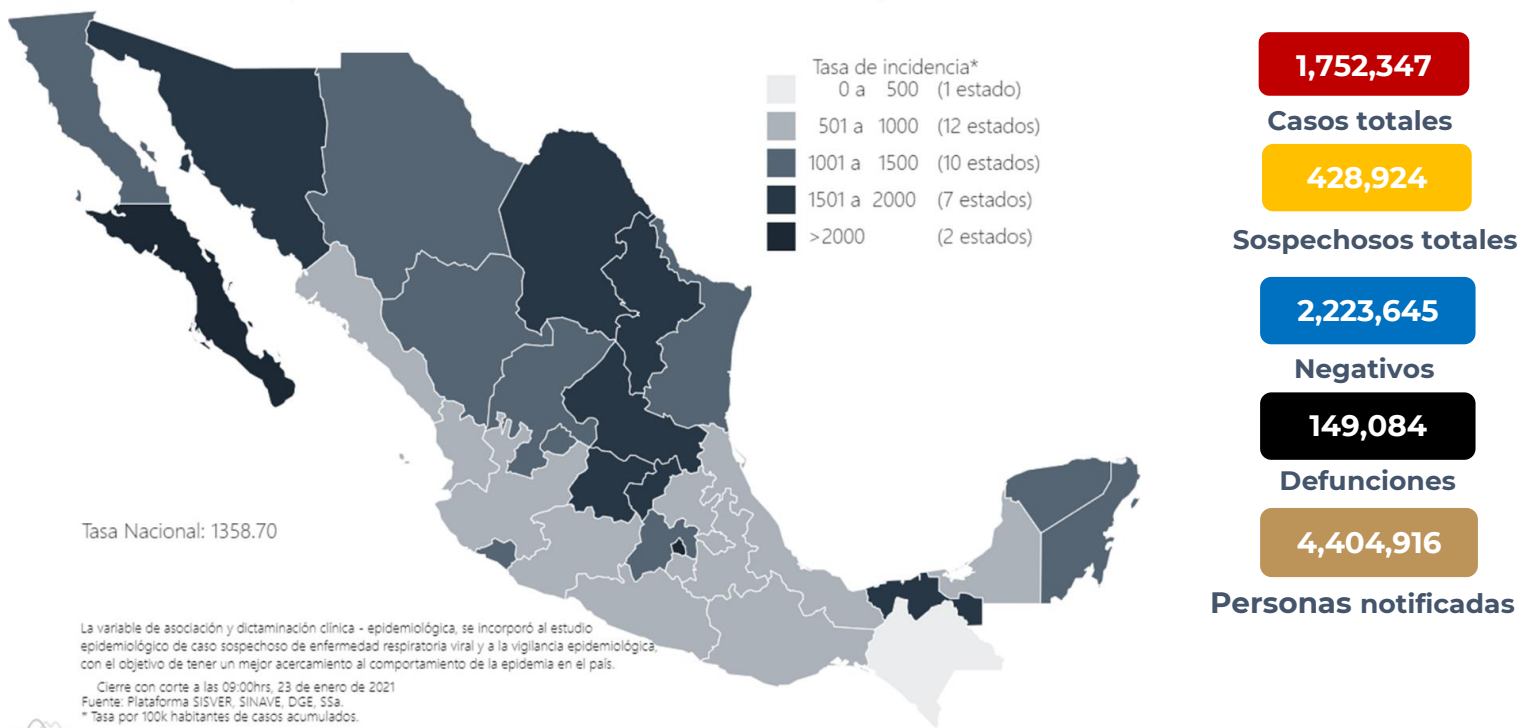 Tasa de incidencia*
0 a 500 (1 estado)
501 a 1000 (12 estados)
1001 a 1500 (10 estados)
1501 a 2000 (7 estados)
>2000 (2 estados)
Tasa Nacional: 1358.70
La variable de asociación y dictaminación clínica - epidemiológica, se incorporó al estudio
epidemiológico de caso sospechoso de enfermedad respiratoria viral y a la vigilancia epidemiológica,
con el objetivo de tener un mejor acercamiento al comportamiento de la epidemia en el país.
Cierre con corte a las 09:00hrs, 23 de enero de 2021
Fuente: Plataforma SISVER, SINAVE, DGE, SSa.
* Tasa por 100k habitantes de casos acumulados.
1,752,347
Casos totales
428,924
Sospechosos totales
2,223,645
Negativos
149,084
Defunciones
4,404,916
Personas notificadas